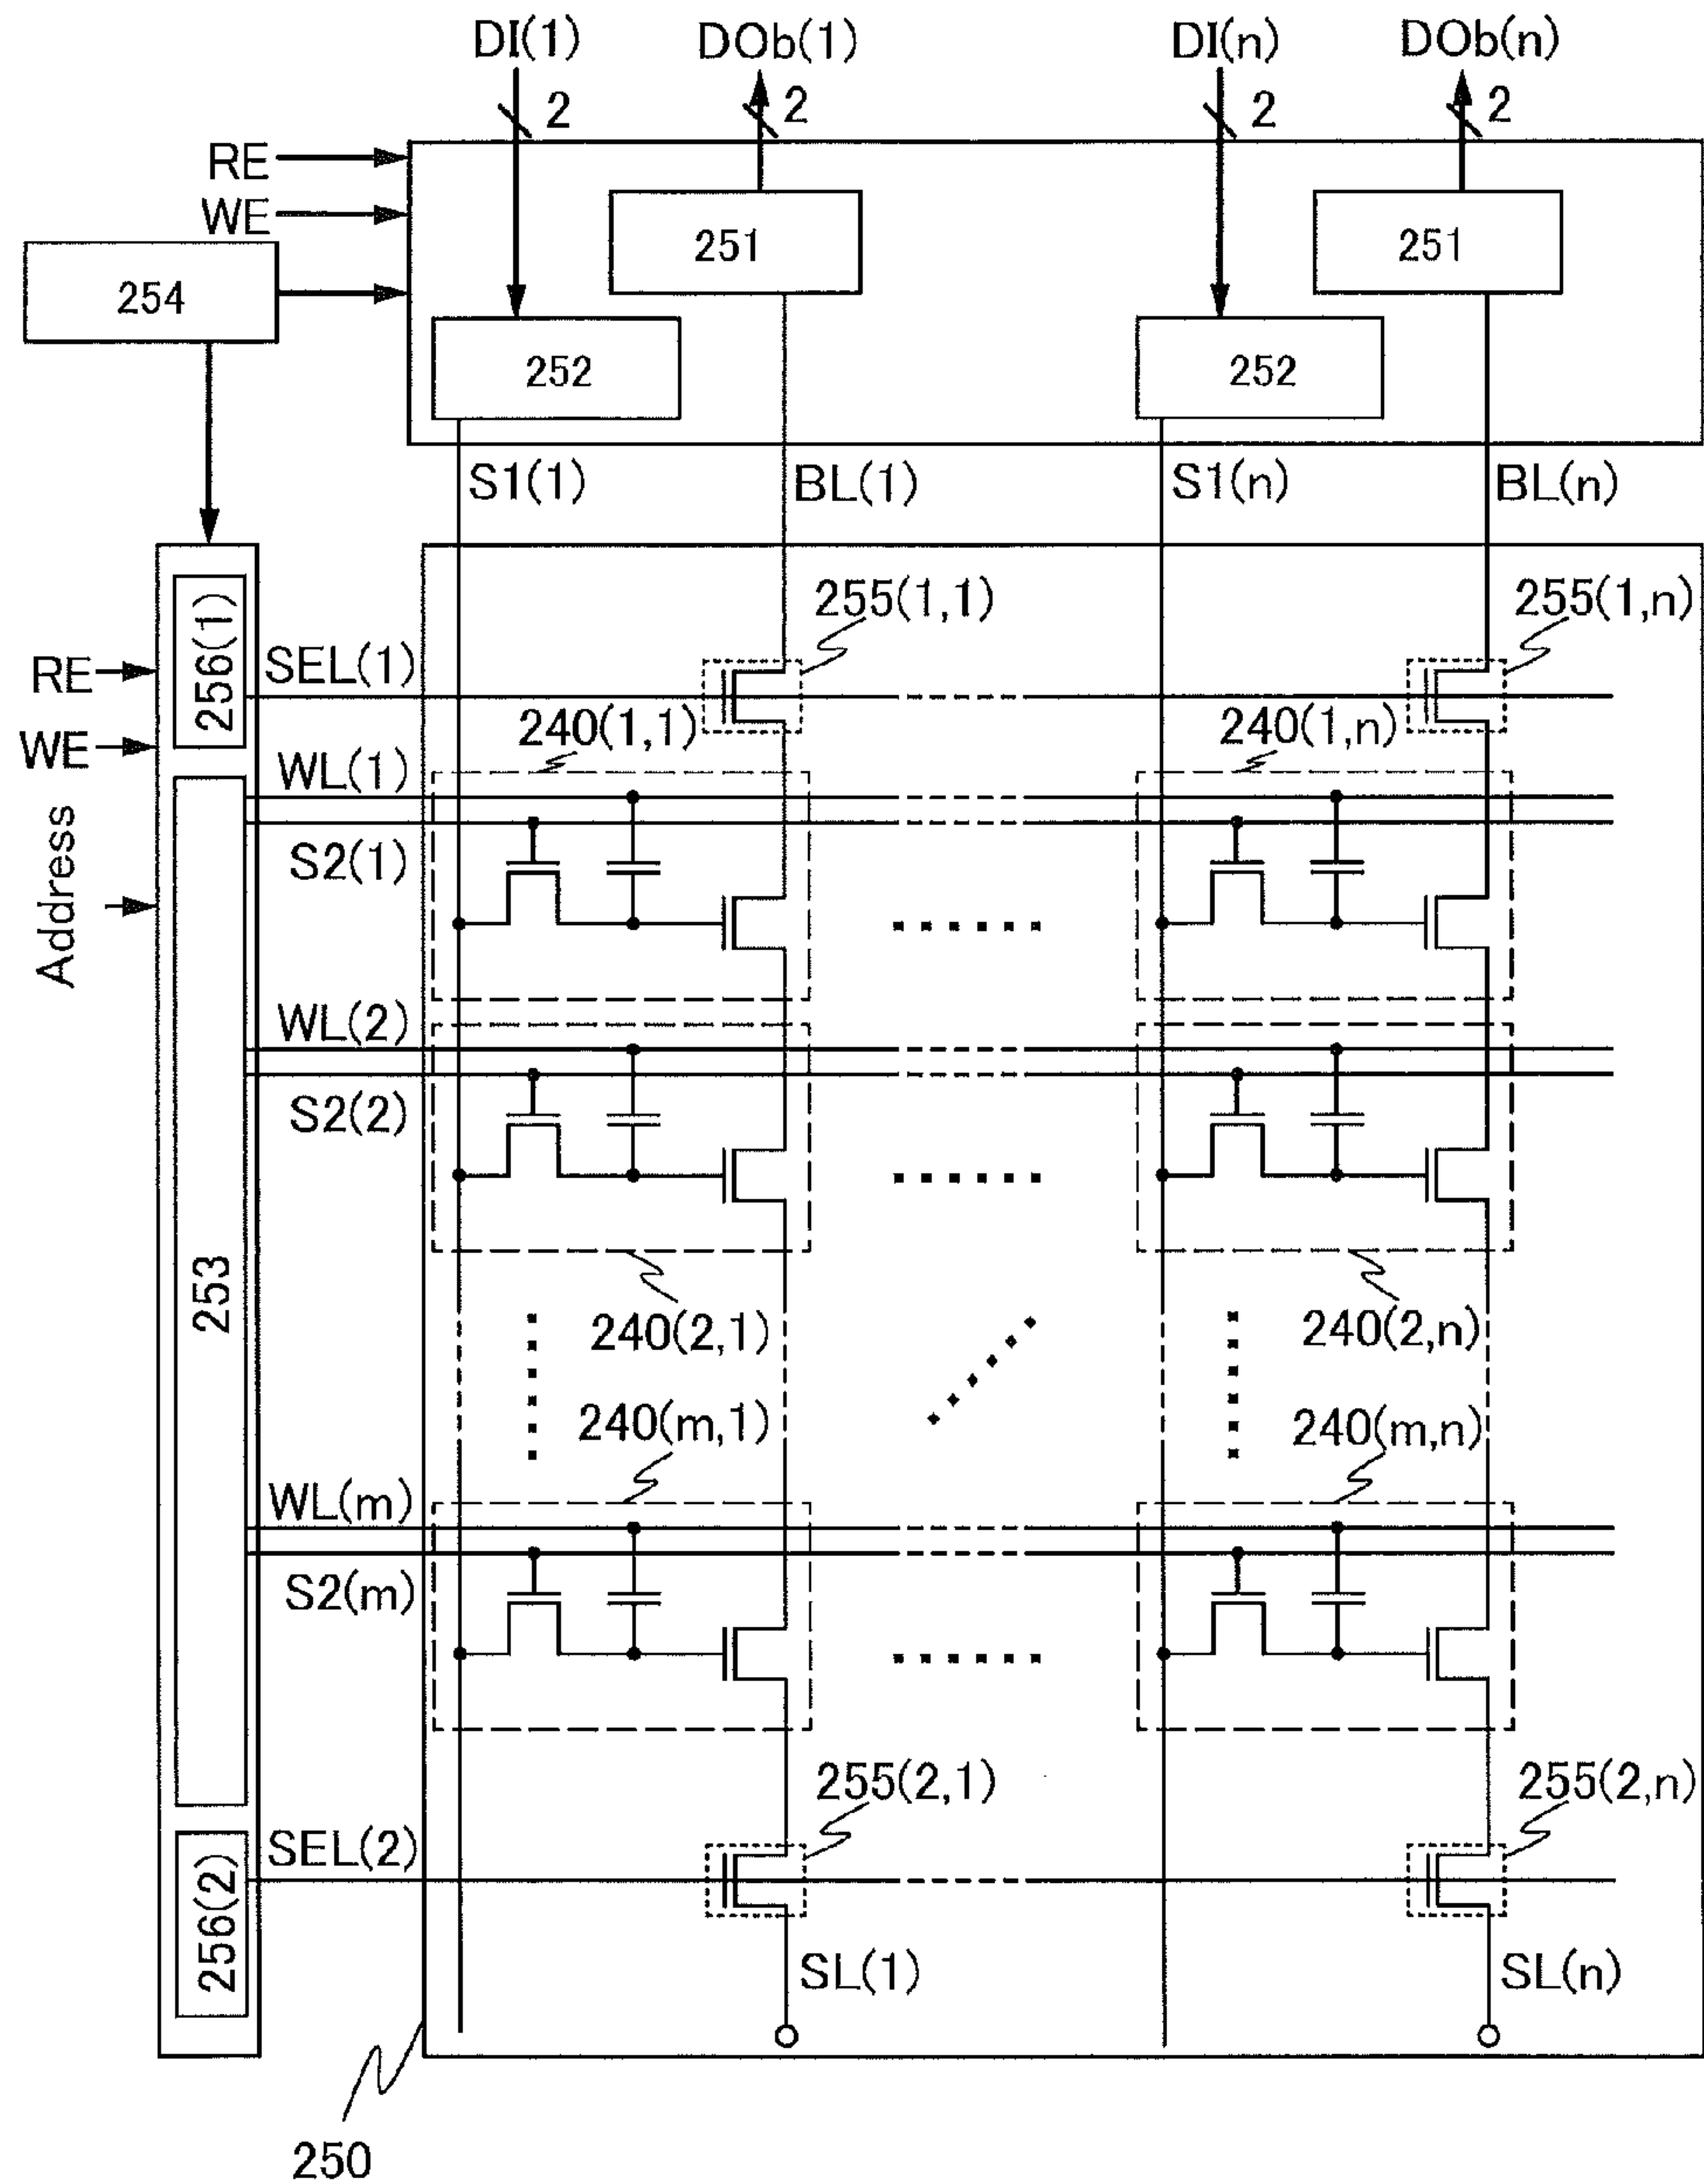 DI(1) DOb(1) DI(n) DOb(n)
2 2 2 2
RE
WE
251 251
254
252 252
S1(1) BL(1) S1(n) BL(n)
255(1,1) 255(1,n)
256(1)
RE
SEL(1)
240(1,1) 240(1,n)
WE
WL(1)
S2(1)
Address
WL(2)
S2(2)
253
240(2,1) 240(2,n)
240(m,1) 240(m,n)
WL(m)
S2(m)
255(2,1) 255(2,n)
SEL(2)
256(2)
SL(1) SL(n)
250